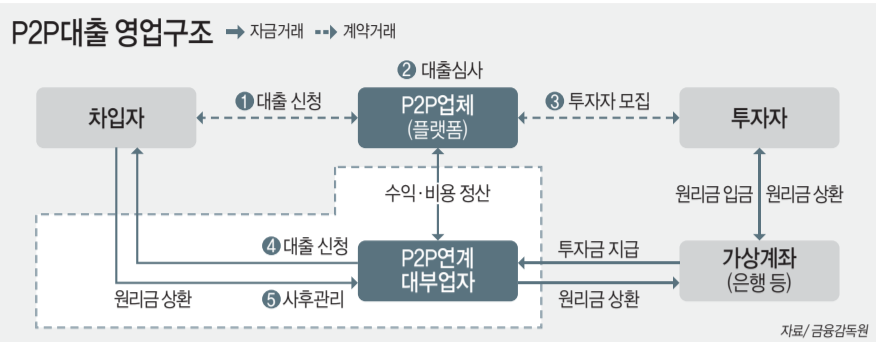 P2P대출 영업구조 자금거래 계약거래
❷ 대출심사
차입자
❶ 대출 신청
P2P업체
(플랫폼)
❸ 투자자 모집
투자자
수익·비용 정산
원리금 입금
원리금 상환
❹ 대출 신청
P2P연계
대부업자
투자금 지급
가상계좌
(은행 등)
원리금 상환
❺ 사후관리
원리금 상환
자료/ 금융감독원